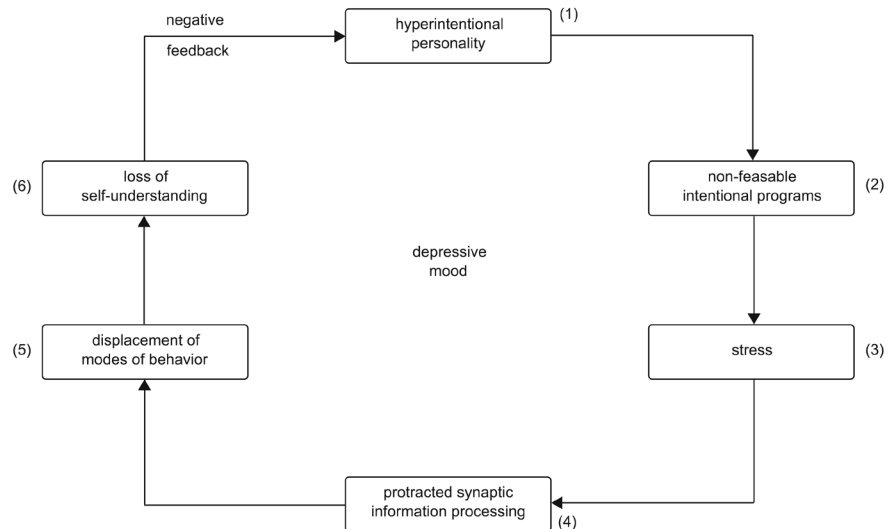 negative
feedback
hyperintentional
personality
(1)
non-feasable
intentional programs
(2)
stress
(3)
protracted synaptic
information processing
(4)
displacement of
modes of behavior
(5)
loss of
self-understanding
(6)
depressive
mood